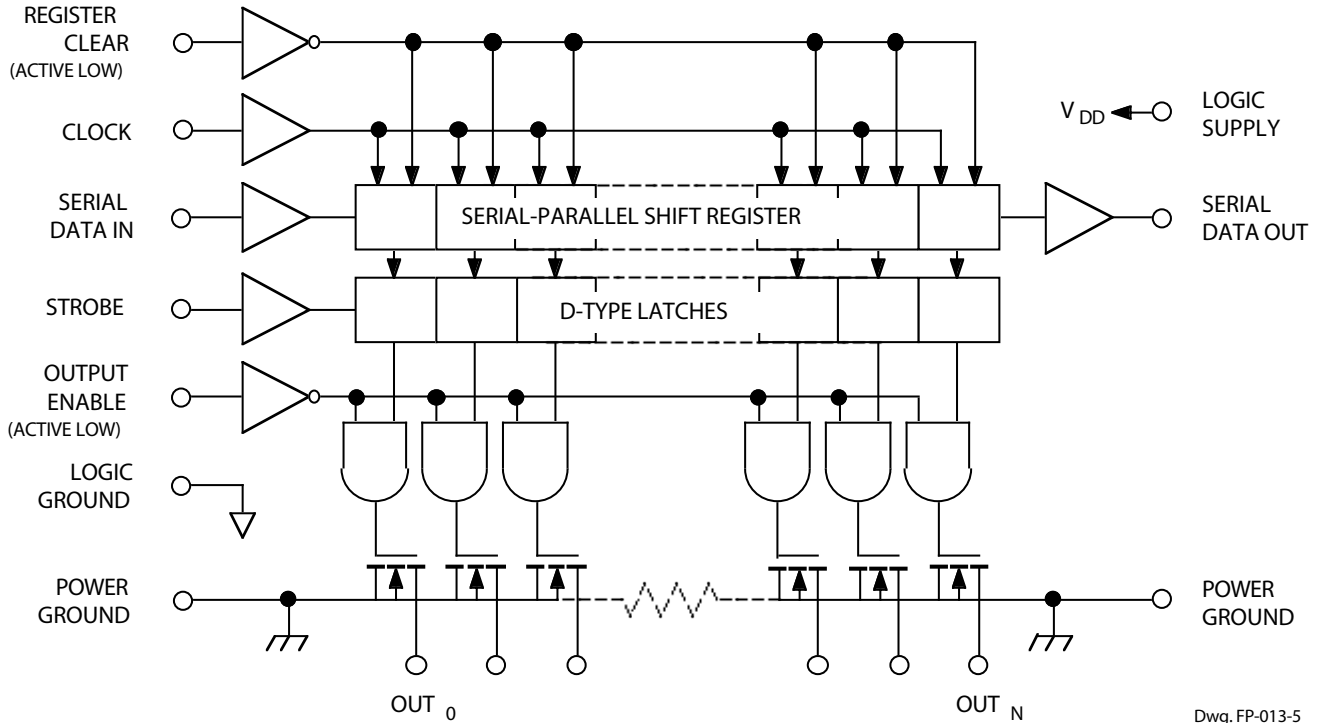 REGISTER
CLEAR
(ACTIVE LOW)
CLOCK
V DD
LOGIC
SUPPLY
SERIAL
DATA IN
SERIAL-PARALLEL SHIFT REGISTER
SERIAL
DATA OUT
STROBE
D-TYPE LATCHES
OUTPUT
ENABLE
(ACTIVE LOW)
LOGIC
GROUND
POWER
GROUND
POWER
GROUND
OUT 0
OUT N
Dwg. FP-013-5